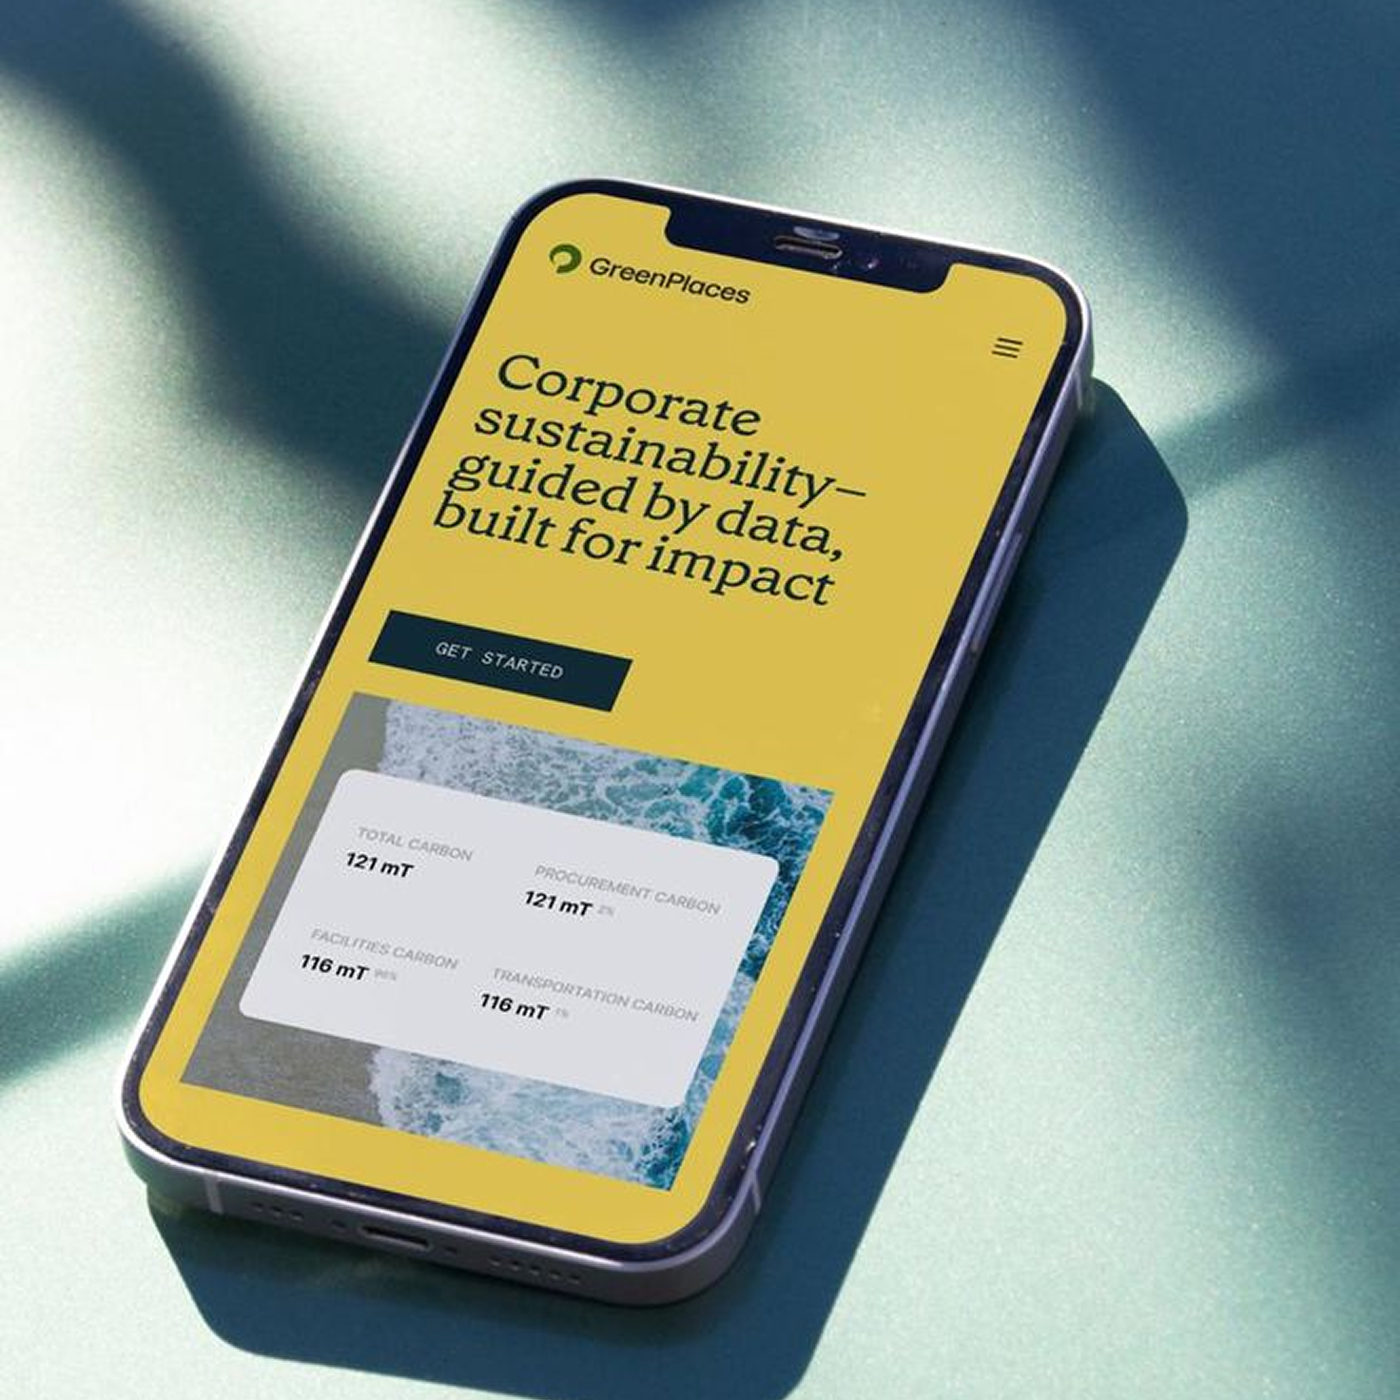 GreenPlaces
Corporate
sustainability–
guided by data,
built for impact
GET STARTED
TOTAL CARBON
121 mT
PROCUREMENT CARBON
121 mT 2%
FACILITIES CARBON
116 mT 96%
TRANSPORTATION CARBON
116 mT 1%